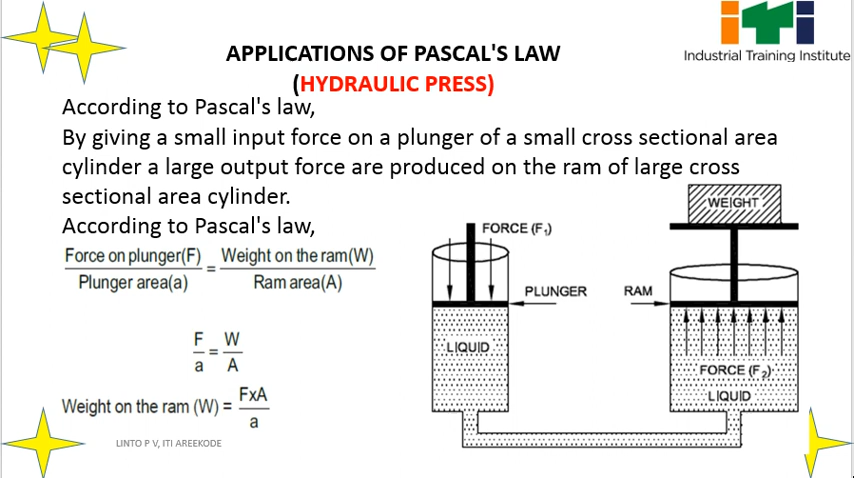 iTi
Industrial Training Institute
APPLICATIONS OF PASCAL'S LAW
(HYDRAULIC PRESS)
According to Pascal's law,
By giving a small input force on a plunger of a small cross sectional area
cylinder a large output force are produced on the ram of large cross
sectional area cylinder.
According to Pascal's law,
Force on plunger(F) = Weight on the ram(W)
Plunger area(a) Ram area(A)
F = W
a A
Weight on the ram (W) = FxA
a
WEIGHT
FORCE (F₁)
PLUNGER
RAM
LIQUID
FORCE (F₂)
LIQUID
LINTO P V, ITI AREEKODE